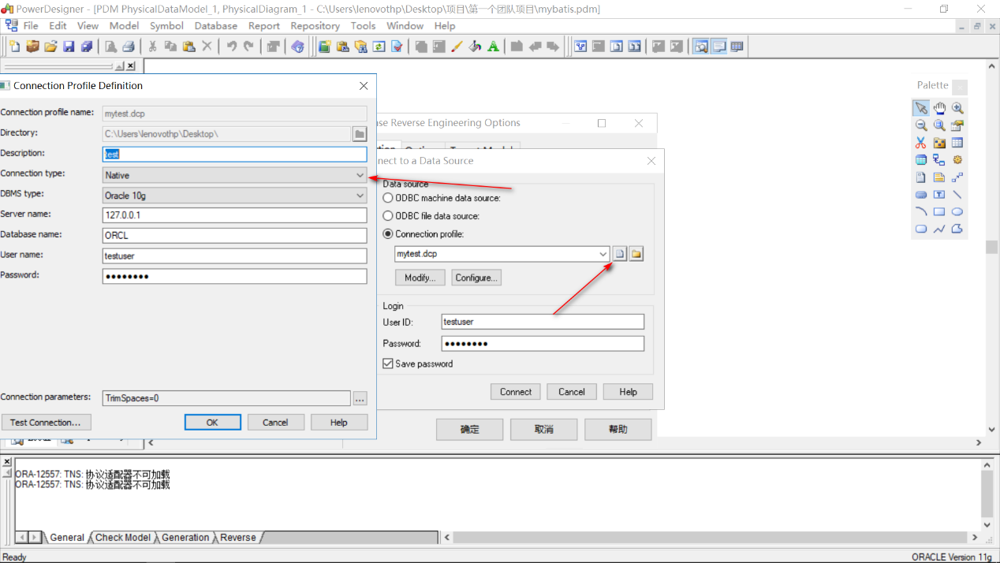 PowerDesigner - [PDM PhysicalDataModel_1, PhysicalDiagram_1 - C:\Users\lenovothp\Desktop\项目\第一个团队项目\mybatis.pdm]
File Edit View Model Symbol Database Report Repository Tools Window Help
Palette
Connection Profile Definition
Connection profile name: mytest.dcp
Directory: C:\Users\lenovothp\Desktop\
Description: test
Connection type: Native
DBMS type: Oracle 10g
Server name: 127.0.0.1
Database name: ORCL
User name: testuser
Password: ●●●●●●●●
Connection parameters: TrimSpaces=0 ...
Test Connection... OK Cancel Help
se Reverse Engineering Options
nect to a Data Source
Data source
ODBC machine data source:
ODBC file data source:
Connection profile:
mytest.dcp
Modify... Configure...
Login
User ID: testuser
Password: ●●●●●●●●
Save password
Connect Cancel Help
确定 取消 帮助
ORA-12557: TNS: 协议适配器不可加载
ORA-12557: TNS: 协议适配器不可加载
General Check Model Generation Reverse
Ready ORACLE Version 11g